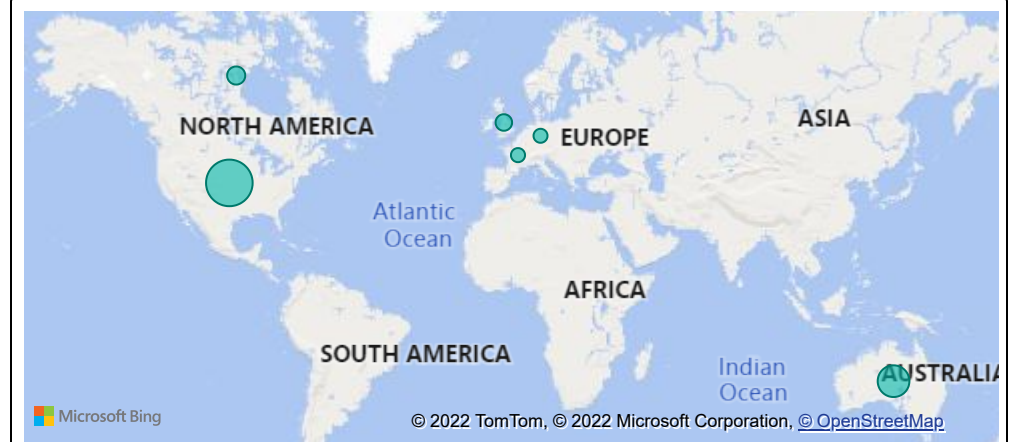 NORTH AMERICA
EUROPE
ASIA
Atlantic
Ocean
AFRICA
SOUTH AMERICA
Indian
Ocean
AUSTRALIA
Microsoft Bing
© 2022 TomTom, © 2022 Microsoft Corporation, © OpenStreetMap